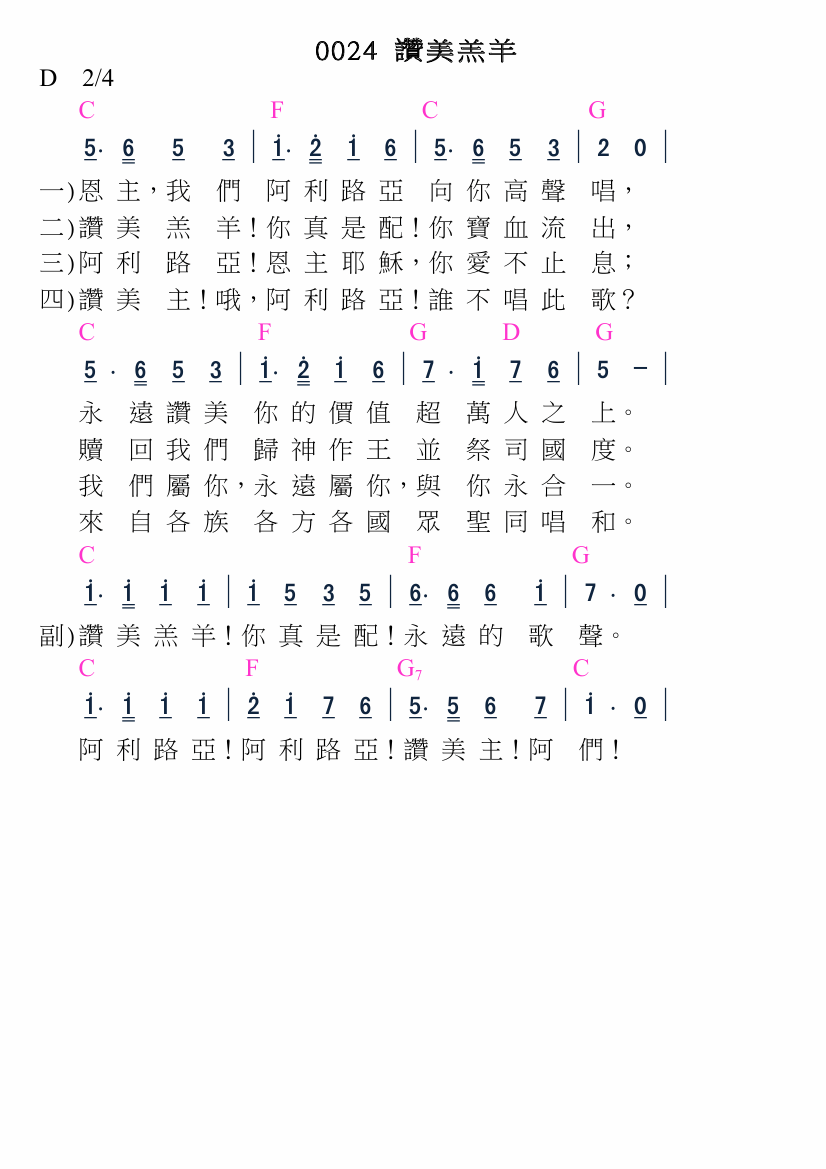 0024 讚美羔羊
D 2/4
C F C G
5· 6 5 3 | i· 2̇ i 6 | 5· 6 5 3 | 2 0 |
一)恩主，我們阿利路亞向你高聲唱，
二)讚美羔羊！你真是配！你寶血流出，
三)阿利路亞！恩主耶穌，你愛不止息；
四)讚美主！哦，阿利路亞！誰不唱此歌？
C F G D G
5 · 6 5 3 | i· 2̇ i 6 | 7 · i 7 6 | 5 － |
永遠讚美你的價值超萬人之上。
贖回我們歸神作王並祭司國度。
我們屬你，永遠屬你，與你永合一。
來自各族各方各國眾聖同唱和。
C F G
i· i i i | i 5 3 5 | 6· 6 6 i | 7 · 0 |
副)讚美羔羊！你真是配！永遠的歌聲。
C F G7 C
i· i i i | 2̇ i 7 6 | 5· 5 6 7 | i · 0 |
阿利路亞！阿利路亞！讚美主！阿們！